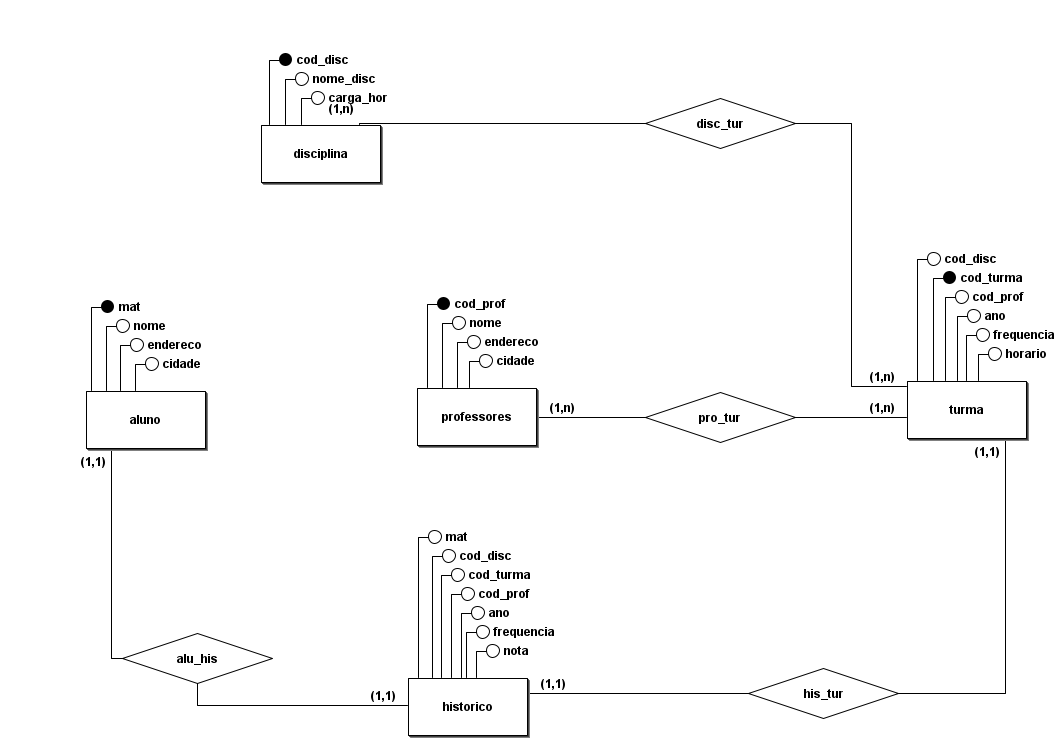 cod_disc
nome_disc
carga_hor
(1,n)
disciplina
disc_tur
cod_disc
cod_turma
cod_prof
ano
frequencia
horario
(1,n)
(1,n)
turma
(1,1)
mat
nome
endereco
cidade
aluno
(1,1)
cod_prof
nome
endereco
cidade
professores
(1,n)
pro_tur
mat
cod_disc
cod_turma
cod_prof
ano
frequencia
nota
historico
(1,1)
(1,1)
alu_his
his_tur